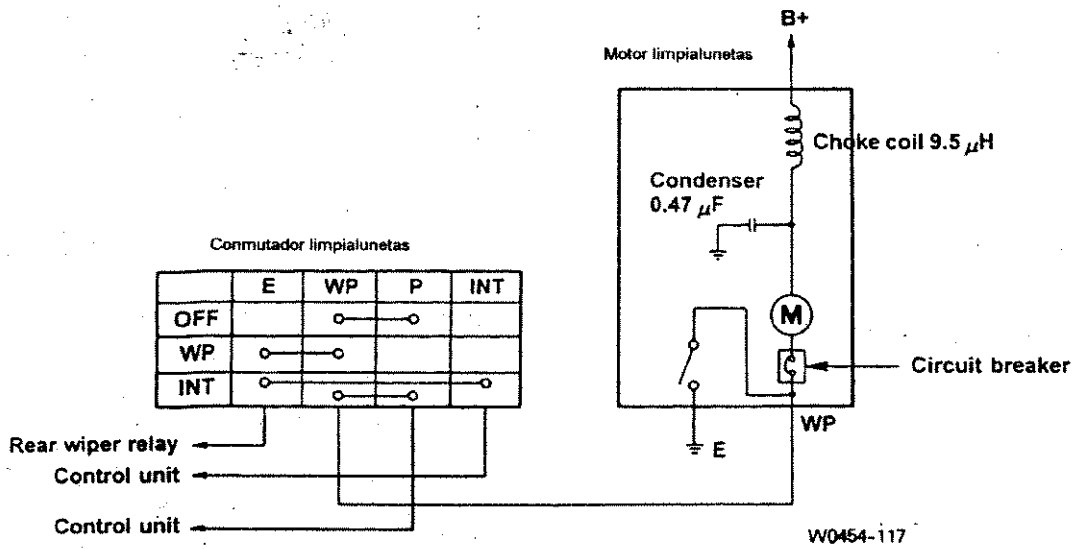 B+
Motor limpialunetas
Choke coil 9.5 μH
Condenser
0.47 μF
Conmutador limpialunetas
E WP P INT
OFF
WP
INT
M
Circuit breaker
WP
E
Rear wiper relay
Control unit
Control unit
W0454-117